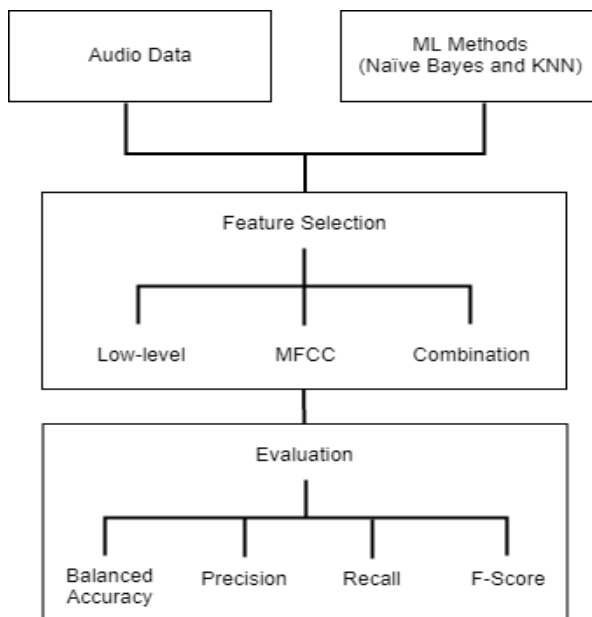 Audio Data
ML Methods
(Naïve Bayes and KNN)
Feature Selection
Low-level
MFCC
Combination
Evaluation
Balanced
Accuracy
Precision
Recall
F-Score